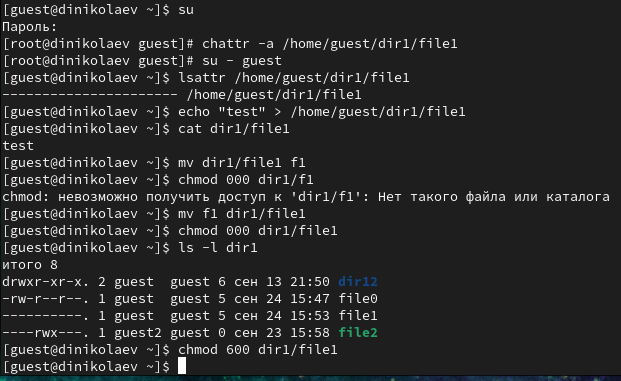 [guest@dinikolaev ~]$ su
Пароль:
[root@dinikolaev guest]# chattr -a /home/guest/dir1/file1
[root@dinikolaev guest]# su - guest
[guest@dinikolaev ~]$ lsattr /home/guest/dir1/file1
---------------------- /home/guest/dir1/file1
[guest@dinikolaev ~]$ echo "test" > /home/guest/dir1/file1
[guest@dinikolaev ~]$ cat dir1/file1
test
[guest@dinikolaev ~]$ mv dir1/file1 f1
[guest@dinikolaev ~]$ chmod 000 dir1/f1
chmod: невозможно получить доступ к 'dir1/f1': Нет такого файла или каталога
[guest@dinikolaev ~]$ mv f1 dir1/file1
[guest@dinikolaev ~]$ chmod 000 dir1/file1
[guest@dinikolaev ~]$ ls -l dir1
итого 8
drwxr-xr-x. 2 guest  guest 6 сен 13 21:50 dir12
-rw-r--r--. 1 guest  guest 5 сен 24 15:47 file0
----------. 1 guest  guest 5 сен 24 15:53 file1
----rwx---. 1 guest2 guest 0 сен 23 15:58 file2
[guest@dinikolaev ~]$ chmod 600 dir1/file1
[guest@dinikolaev ~]$